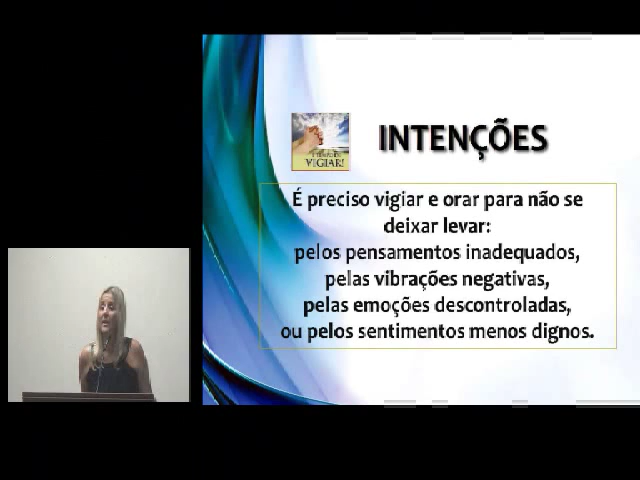 INTENÇÕES
VIGIAR!
É preciso vigiar e orar para não se
deixar levar:
pelos pensamentos inadequados,
pelas vibrações negativas,
pelas emoções descontroladas,
ou pelos sentimentos menos dignos.